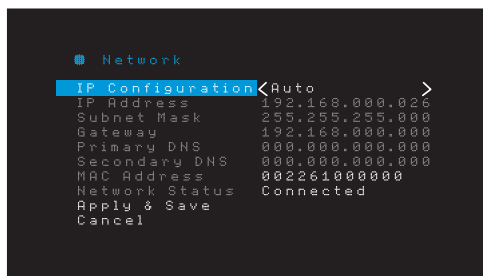 Network
IP Configuration <Auto >
IP Address 192.168.000.026
Subnet Mask 255.255.255.000
Gateway 192.168.000.000
Primary DNS 000.000.000.000
Secondary DNS 000.000.000.000
MAC Address 002261000000
Network Status Connected
Apply & Save
Cancel